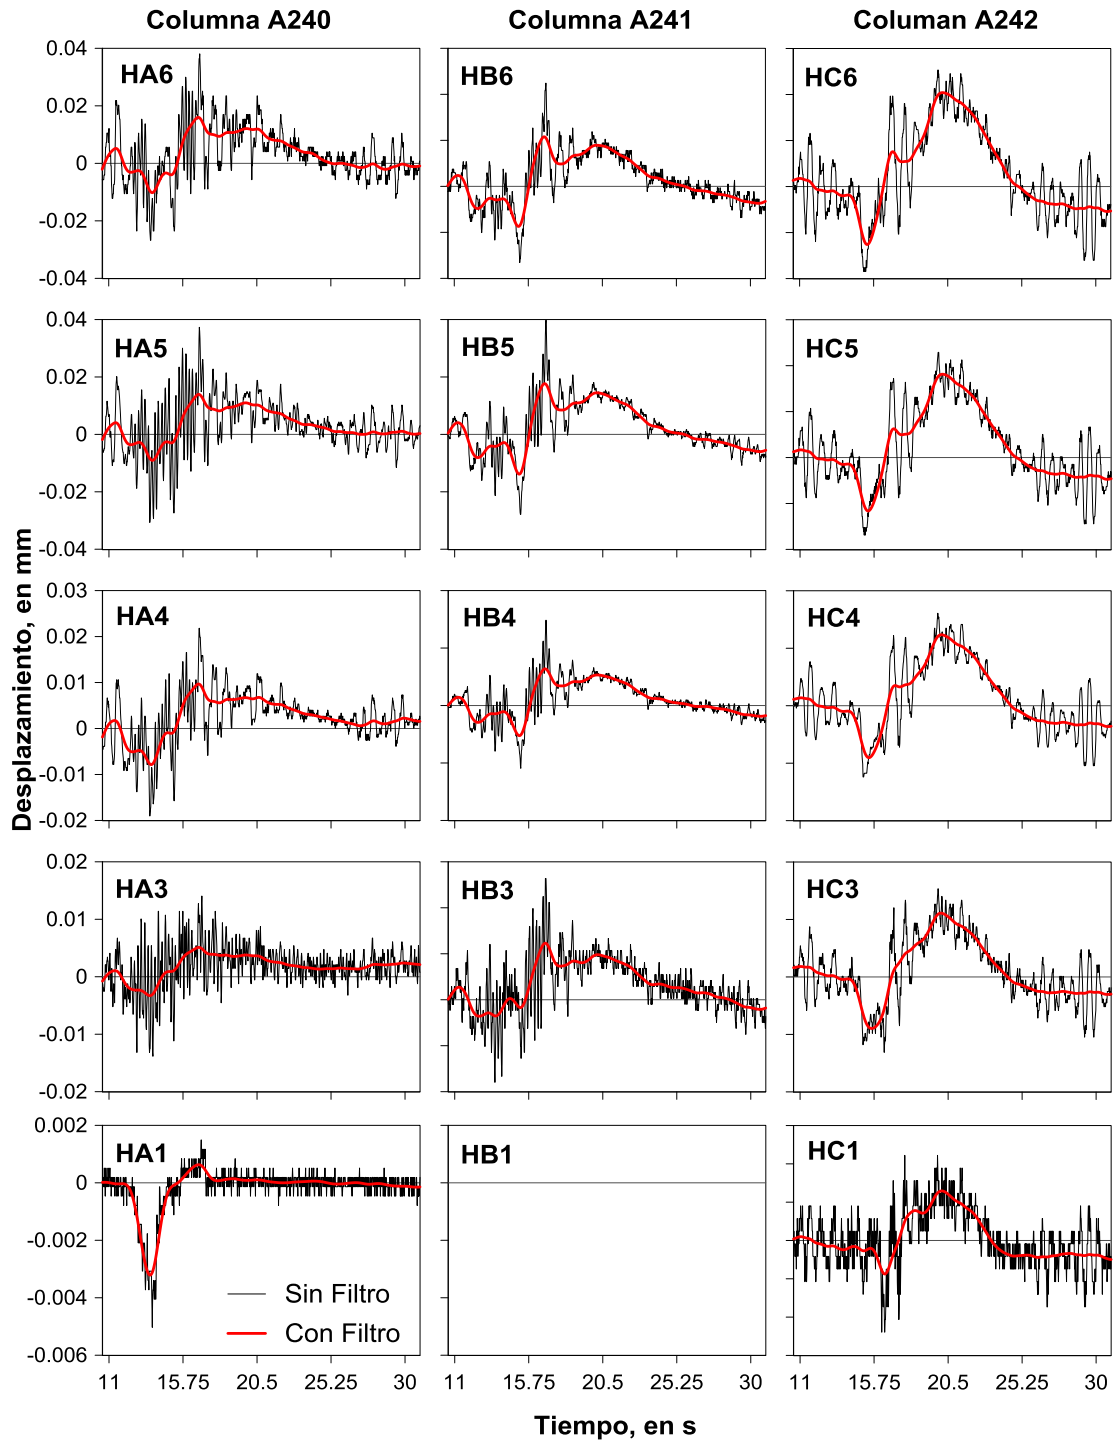 Columna A240 Columna A241 Columan A242
HA6 HB6 HC6
0.04
0.02
0
-0.02
-0.04
HA5 HB5 HC5
0.04
0.02
0
-0.02
-0.04
HA4 HB4 HC4
0.03
0.02
0.01
0
-0.01
-0.02
HA3 HB3 HC3
0.02
0.01
0
-0.01
-0.02
HA1 HB1 HC1
0.002
0
-0.002
-0.004
-0.006
Sin Filtro
Con Filtro
11 15.75 20.5 25.25 30 11 15.75 20.5 25.25 30 11 15.75 20.5 25.25 30
Desplazamiento, en mm
Tiempo, en s